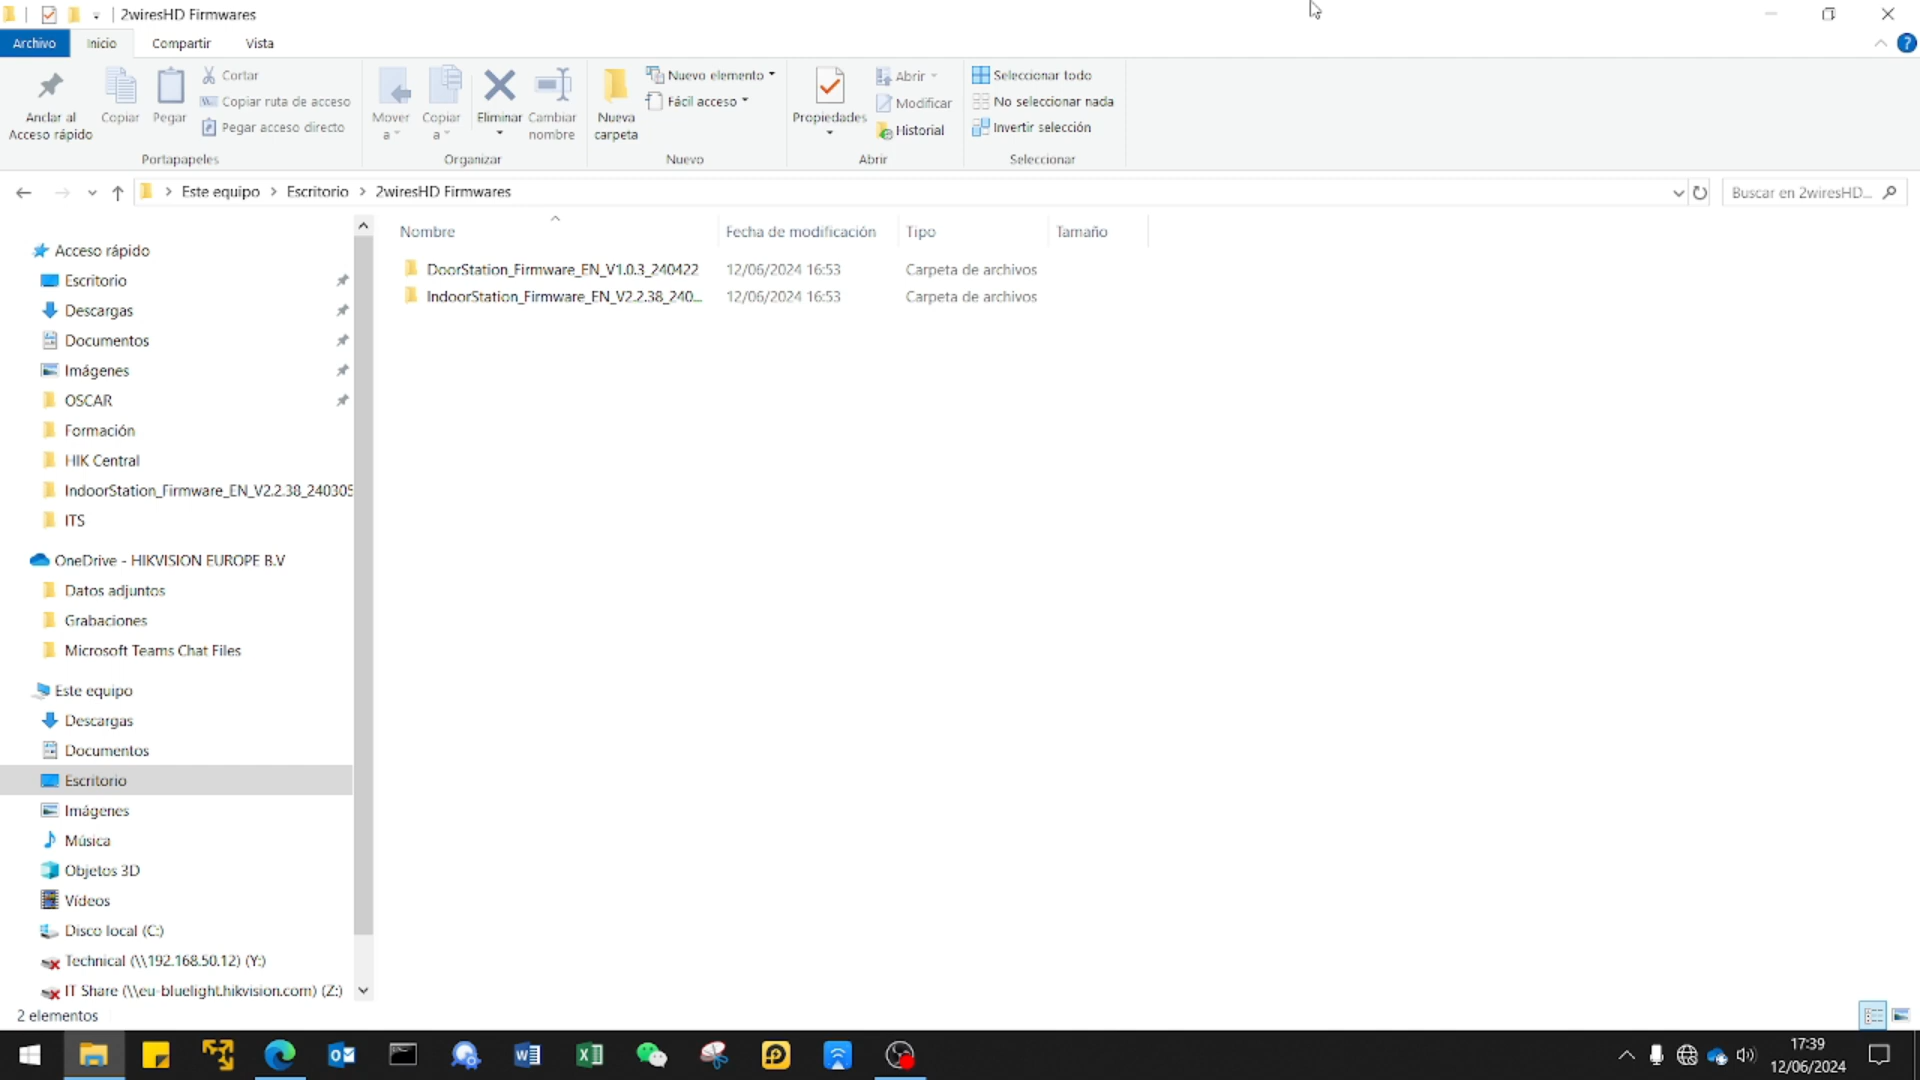 2wiresHD Firmwares
Archivo Inicio Compartir Vista
Anclar al Acceso rápido
Copiar
Pegar
Cortar
Copiar ruta de acceso
Pegar acceso directo
Portapapeles
Mover a
Copiar a
Eliminar
Cambiar nombre
Organizar
Nueva carpeta
Nuevo elemento
Fácil acceso
Nuevo
Propiedades
Abrir
Modificar
Historial
Abrir
Seleccionar todo
No seleccionar nada
Invertir selección
Seleccionar
Este equipo > Escritorio > 2wiresHD Firmwares
Buscar en 2wiresHD...
Acceso rápido
Escritorio
Descargas
Documentos
Imágenes
OSCAR
Formación
HIK Central
IndoorStation_Firmware_EN_V2.2.38_240305
ITS
OneDrive - HIKVISION EUROPE B.V
Datos adjuntos
Grabaciones
Microsoft Teams Chat Files
Este equipo
Descargas
Documentos
Escritorio
Imágenes
Música
Objetos 3D
Vídeos
Disco local (C:)
Technical (\\192.168.50.12) (Y:)
IT Share (\\eu-bluelight.hikvision.com) (Z:)
Nombre Fecha de modificación Tipo Tamaño
DoorStation_Firmware_EN_V1.0.3_240422 12/06/2024 16:53 Carpeta de archivos
IndoorStation_Firmware_EN_V2.2.38_240... 12/06/2024 16:53 Carpeta de archivos
2 elementos
17:39
12/06/2024